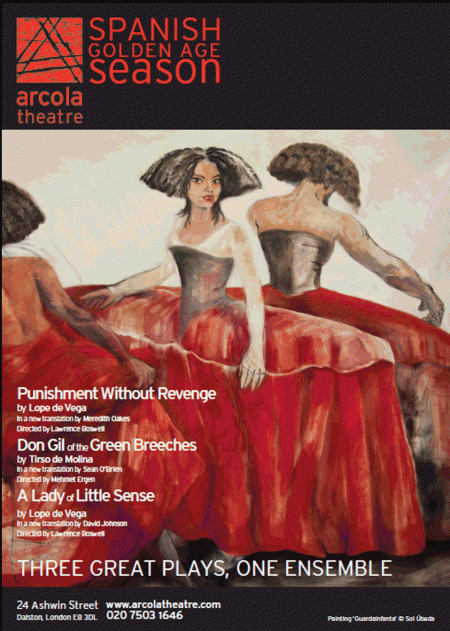 SPANISH
GOLDEN AGE
season
arcola
theatre
Punishment Without Revenge
by Lope de Vega
In a new translation by Meredith Oakes
Directed by Lawrence Boswell
Don Gil of the Green Breeches
by Tirso de Molina
In a new translation by Sean O'Brien
Directed by Mehmet Ergen
A Lady of Little Sense
by Lope de Vega
In a new translation by David Johnson
Directed by Lawrence Boswell
THREE GREAT PLAYS, ONE ENSEMBLE
24 Ashwin Street www.arcolatheatre.com
Dalston, London E8 3DL 020 7503 1646
Painting 'Guardainfanta' © Sol Úbeda